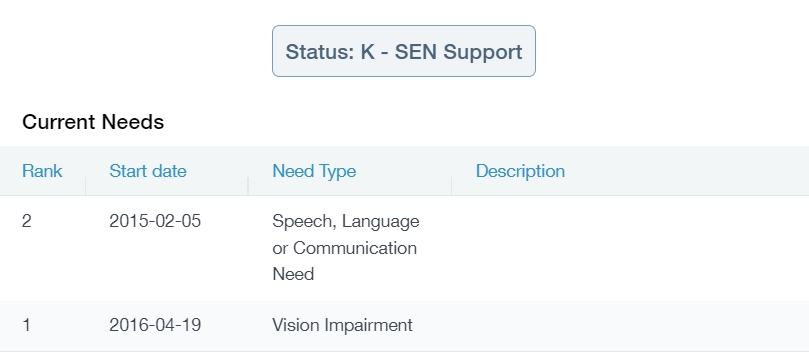 Status: K - SEN Support
Current Needs
Rank Start date Need Type Description
2 2015-02-05 Speech, Language
or Communication
Need
1 2016-04-19 Vision Impairment